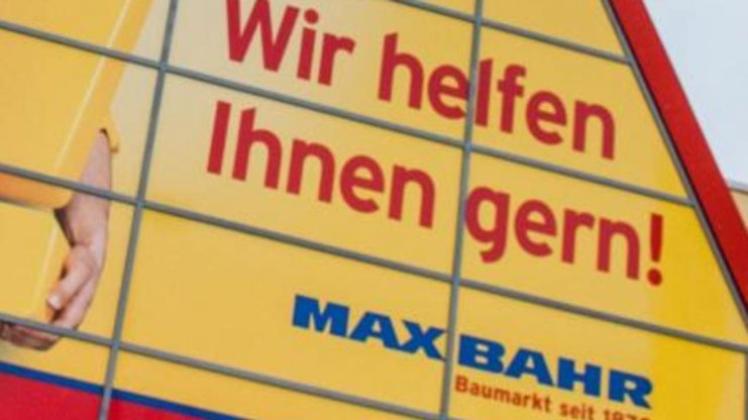 Wir helfen
Ihnen gern!
MAX BAHR
Baumarkt seit